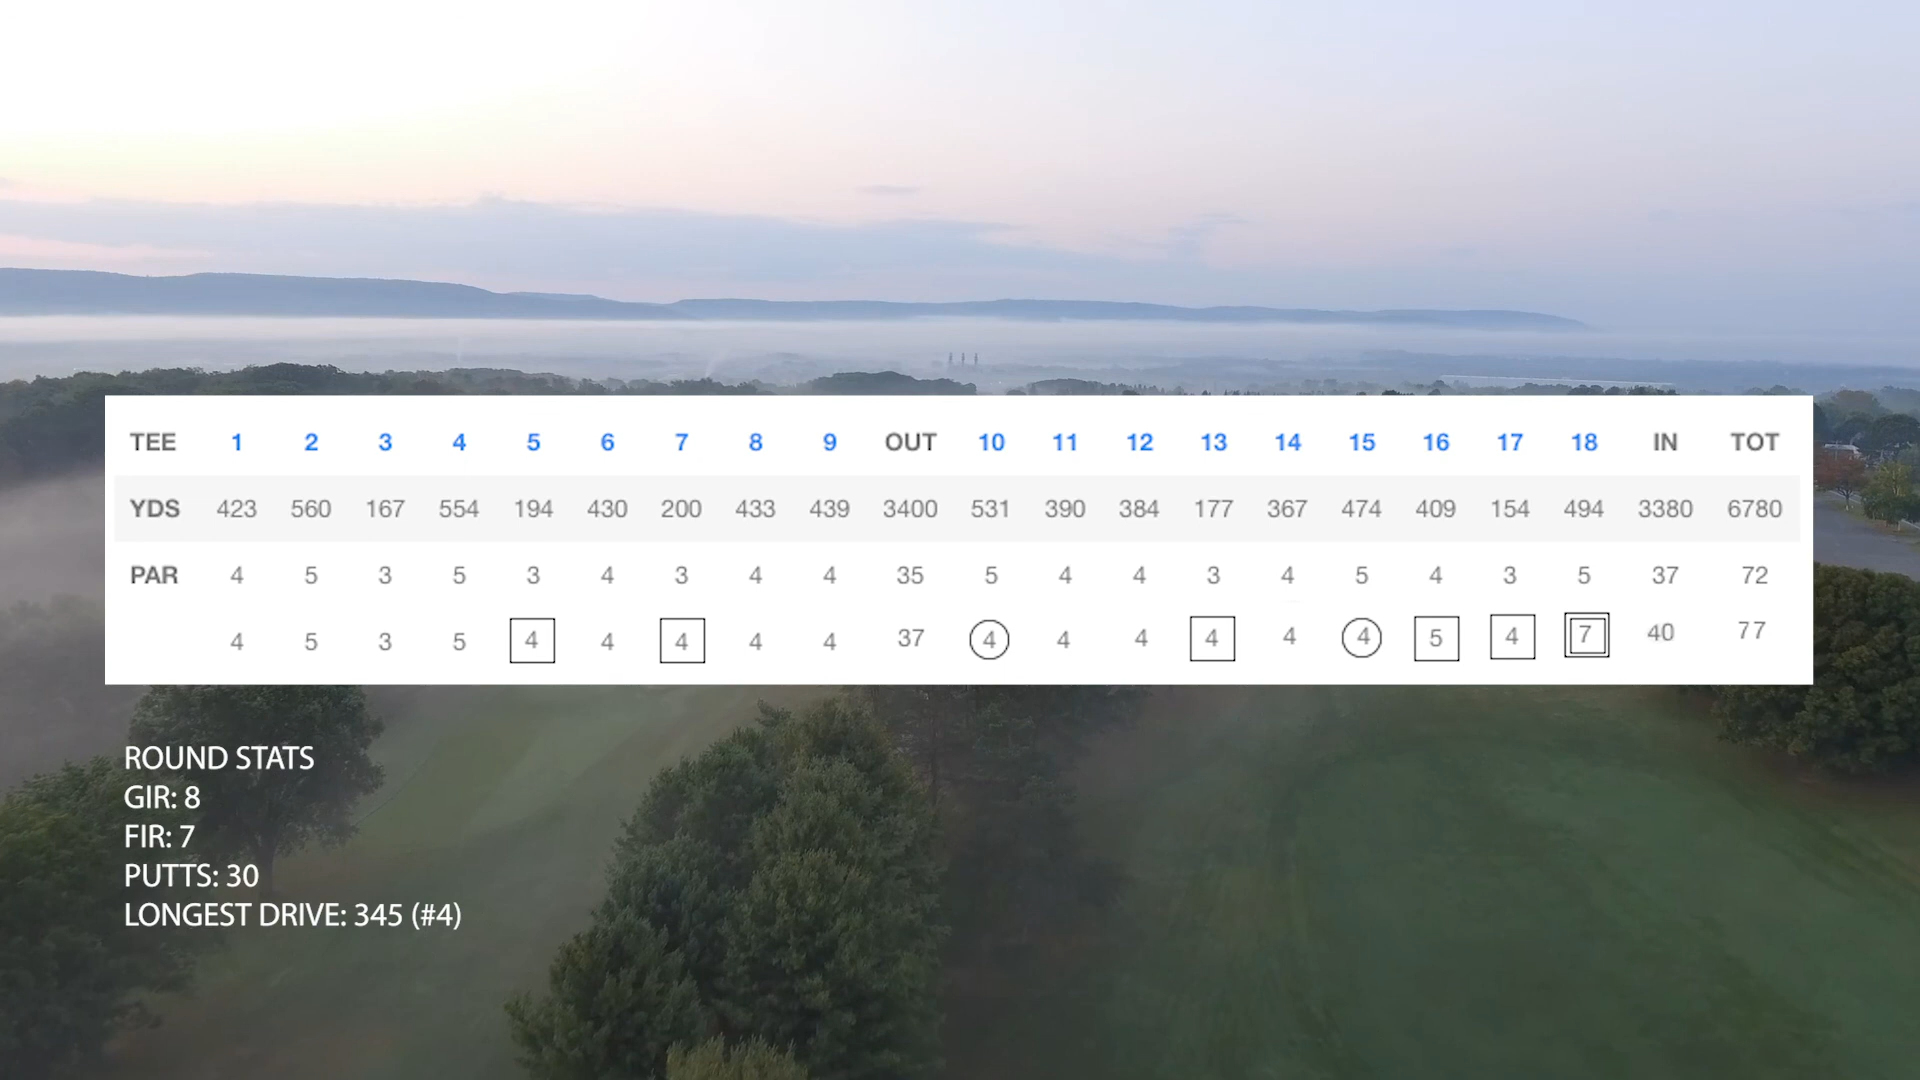 TEE 1 2 3 4 5 6 7 8 9 OUT 10 11 12 13 14 15 16 17 18 IN TOT
YDS 423 560 167 554 194 430 200 433 439 3400 531 390 384 177 367 474 409 154 494 3380 6780
PAR 4 5 3 5 3 4 3 4 4 35 5 4 4 3 4 5 4 3 5 37 72
4 5 3 5 4 4 4 4 4 37 4 4 4 4 4 4 5 4 7 40 77
ROUND STATS
GIR: 8
FIR: 7
PUTTS: 30
LONGEST DRIVE: 345 (#4)